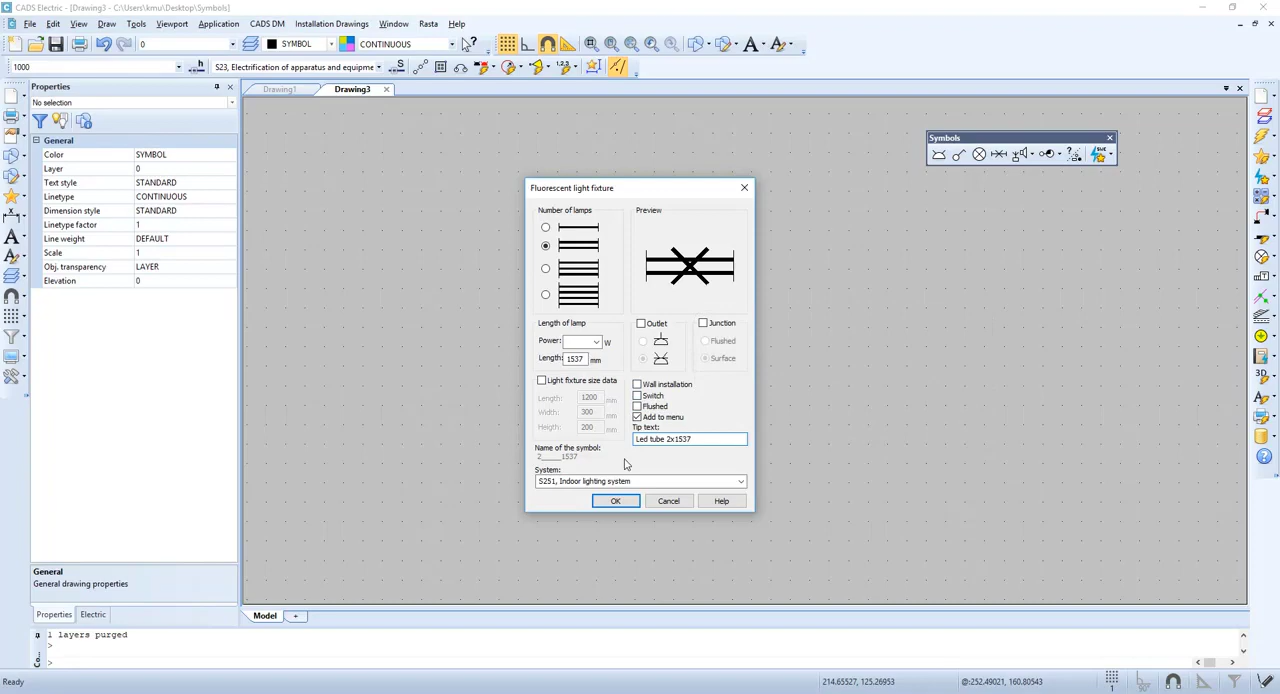 CADS Electric - [Drawing3 - C:\Users\kmu\Desktop\Symbols]
File Edit View Draw Tools Viewport Application CADS DM Installation Drawings Window Rasta Help
0 SYMBOL CONTINUOUS
1000 S23, Electrification of apparatus and equipme
Properties
No selection
General
Color SYMBOL
Layer 0
Text style STANDARD
Linetype CONTINUOUS
Dimension style STANDARD
Linetype factor 1
Line weight DEFAULT
Scale 1
Obj. transparency LAYER
Elevation 0
General
General drawing properties
Properties Electric
Drawing1 Drawing3
Symbols
Fluorescent light fixture
Number of lamps Preview
Length of lamp
Power: W
Length: 1537 mm
Outlet
Junction
Flushed
Surface
Light fixture size data
Length: 1200 mm
Width: 300 mm
Heigth: 200 mm
Wall installation
Switch
Flushed
Add to menu
Tip text:
Led tube 2x1537
Name of the symbol:
2_____1537
System:
S251, Indoor lighting system
OK Cancel Help
Model +
1 layers purged
>
>
Co...
Ready 214.65527, 125.26953 @:252.49021, 160.80543 1